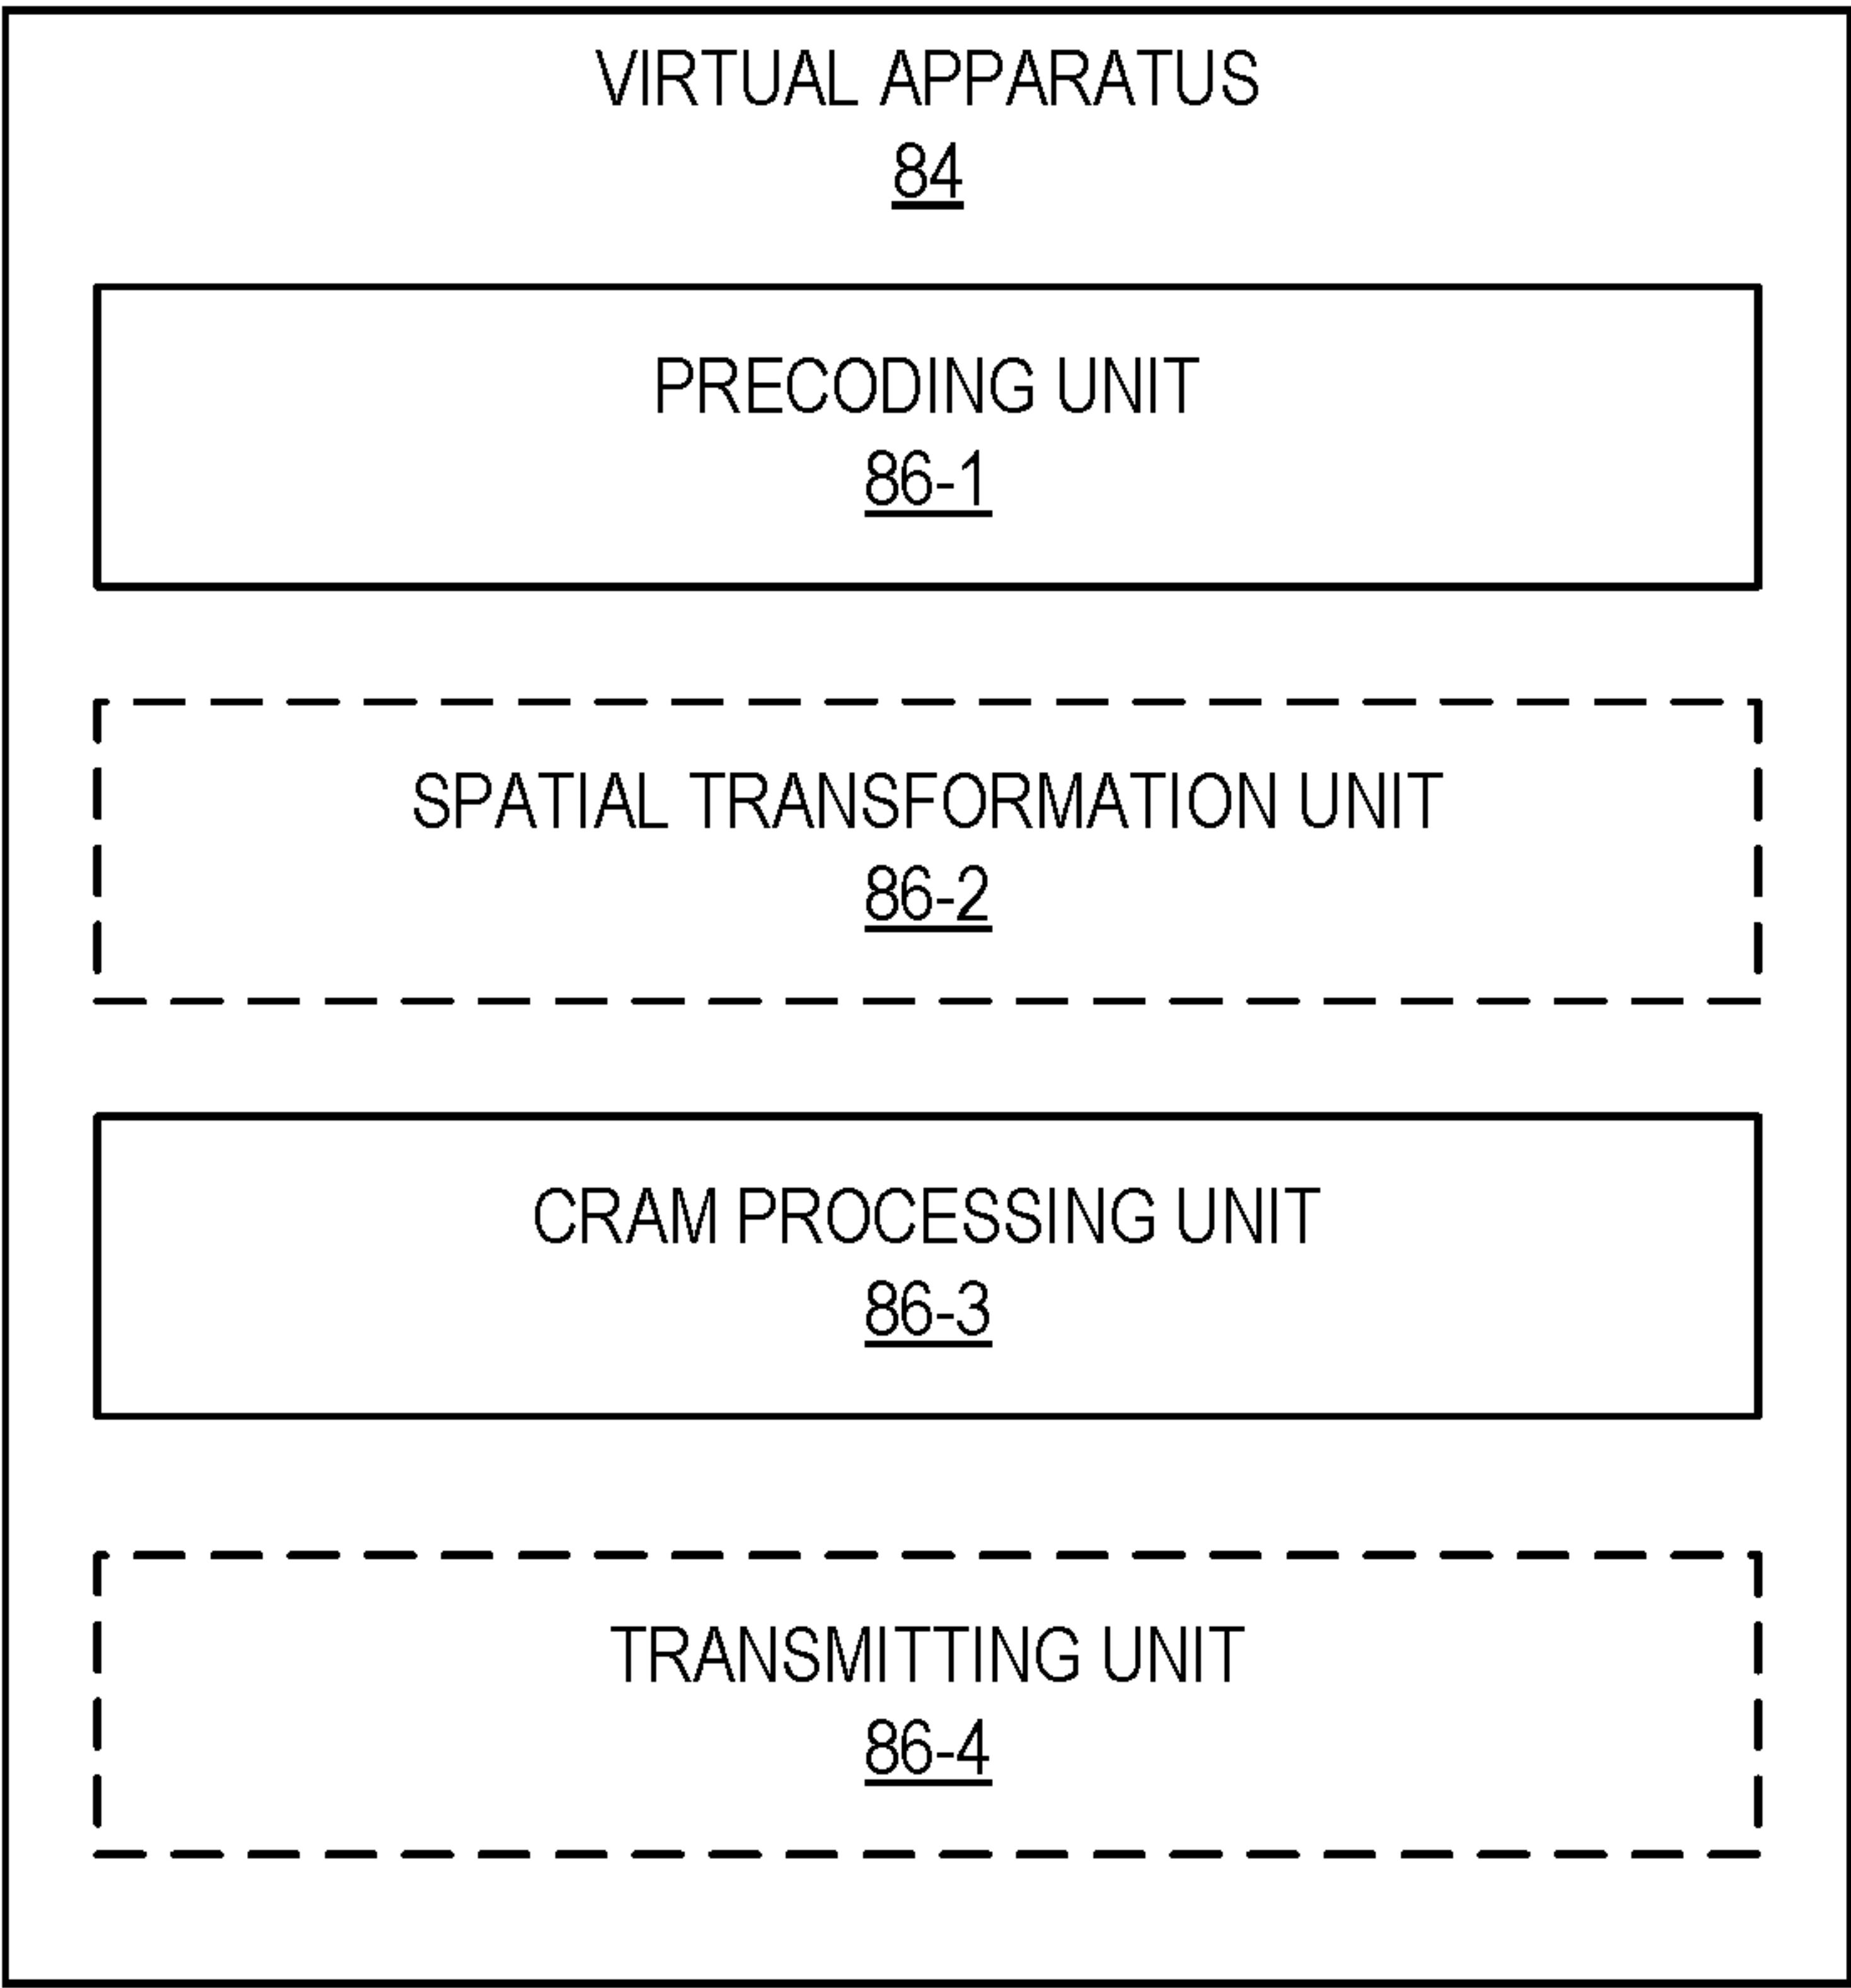 VIRTUAL APPARATUS
84
PRECODING UNIT
86-1
SPATIAL TRANSFORMATION UNIT
86-2
CRAM PROCESSING UNIT
86-3
TRANSMITTING UNIT
86-4